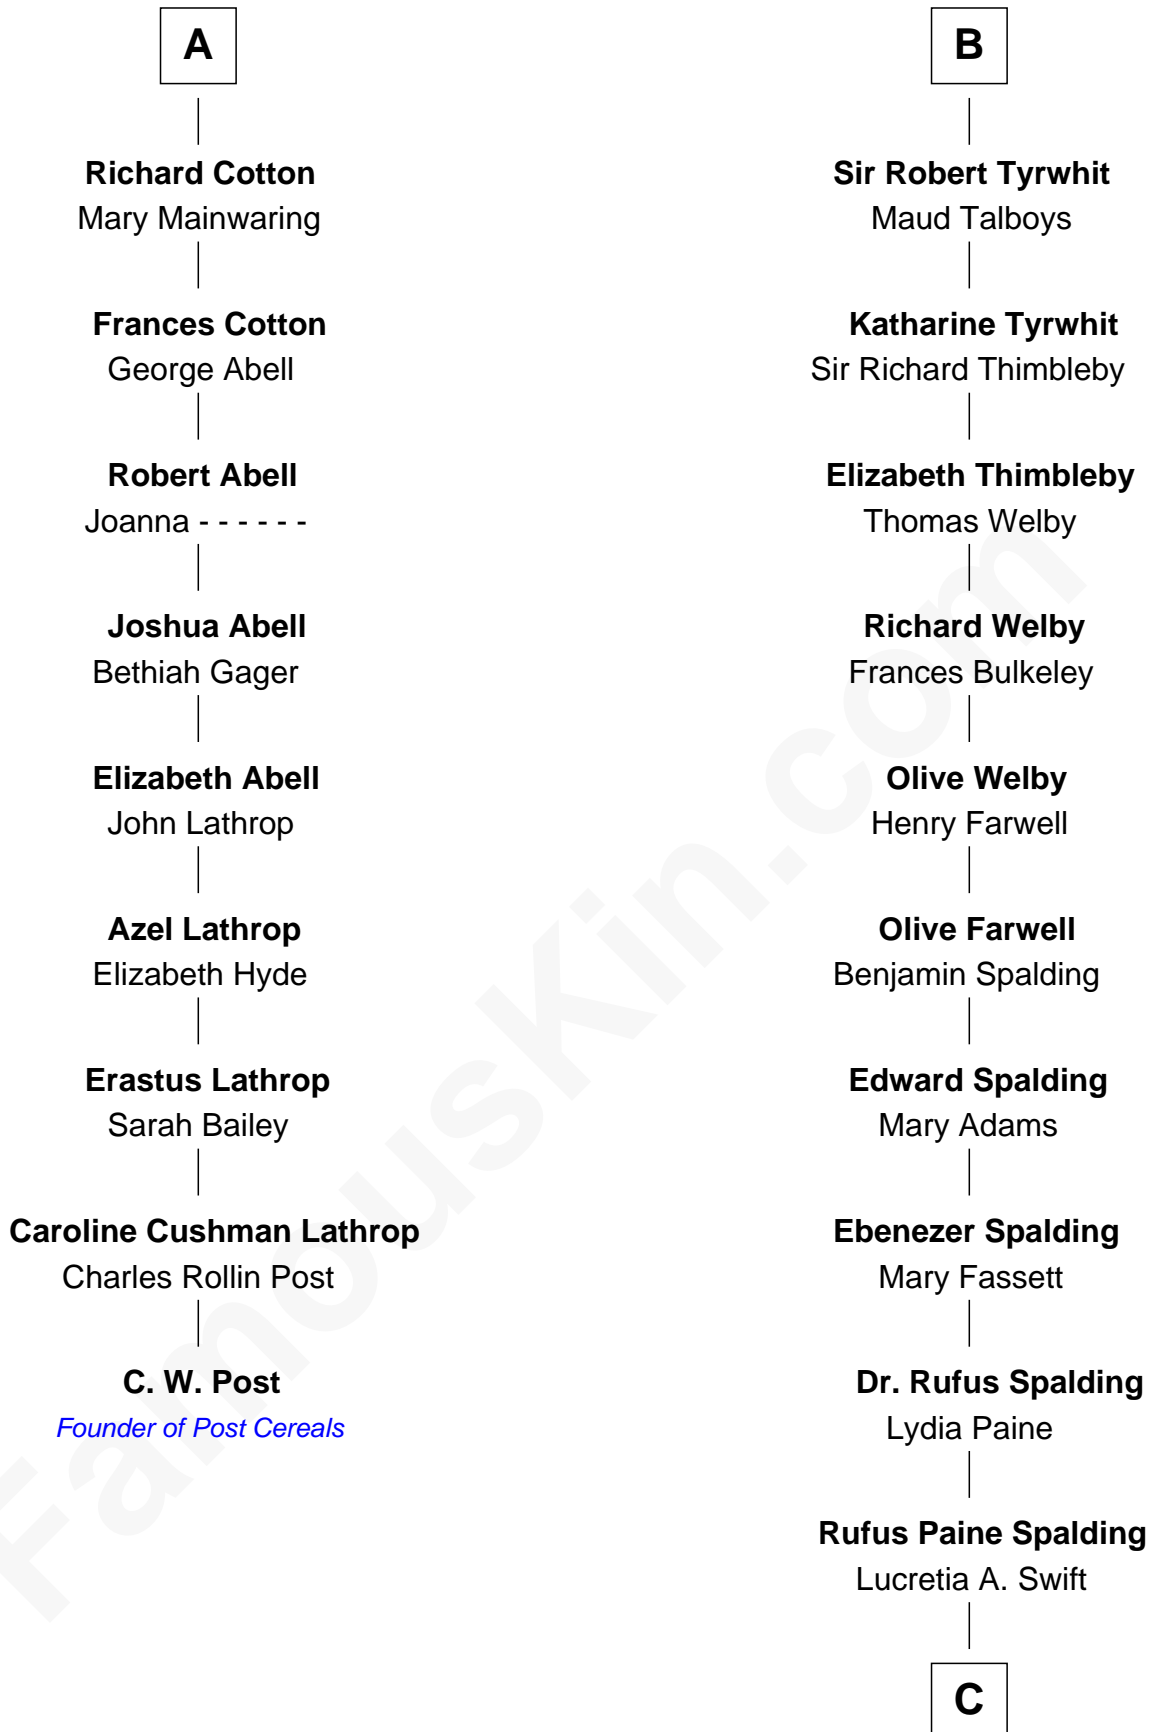 A
Richard Cotton
Mary Mainwaring
Frances Cotton
George Abell
Robert Abell
Joanna - - - - - -
Joshua Abell
Bethiah Gager
Elizabeth Abell
John Lathrop
Azel Lathrop
Elizabeth Hyde
Erastus Lathrop
Sarah Bailey
Caroline Cushman Lathrop
Charles Rollin Post
C. W. Post
Founder of Post Cereals
B
Sir Robert Tyrwhit
Maud Talboys
Katharine Tyrwhit
Sir Richard Thimbleby
Elizabeth Thimbleby
Thomas Welby
Richard Welby
Frances Bulkeley
Olive Welby
Henry Farwell
Olive Farwell
Benjamin Spalding
Edward Spalding
Mary Adams
Ebenezer Spalding
Mary Fassett
Dr. Rufus Spalding
Lydia Paine
Rufus Paine Spalding
Lucretia A. Swift
C
FamousKin.com